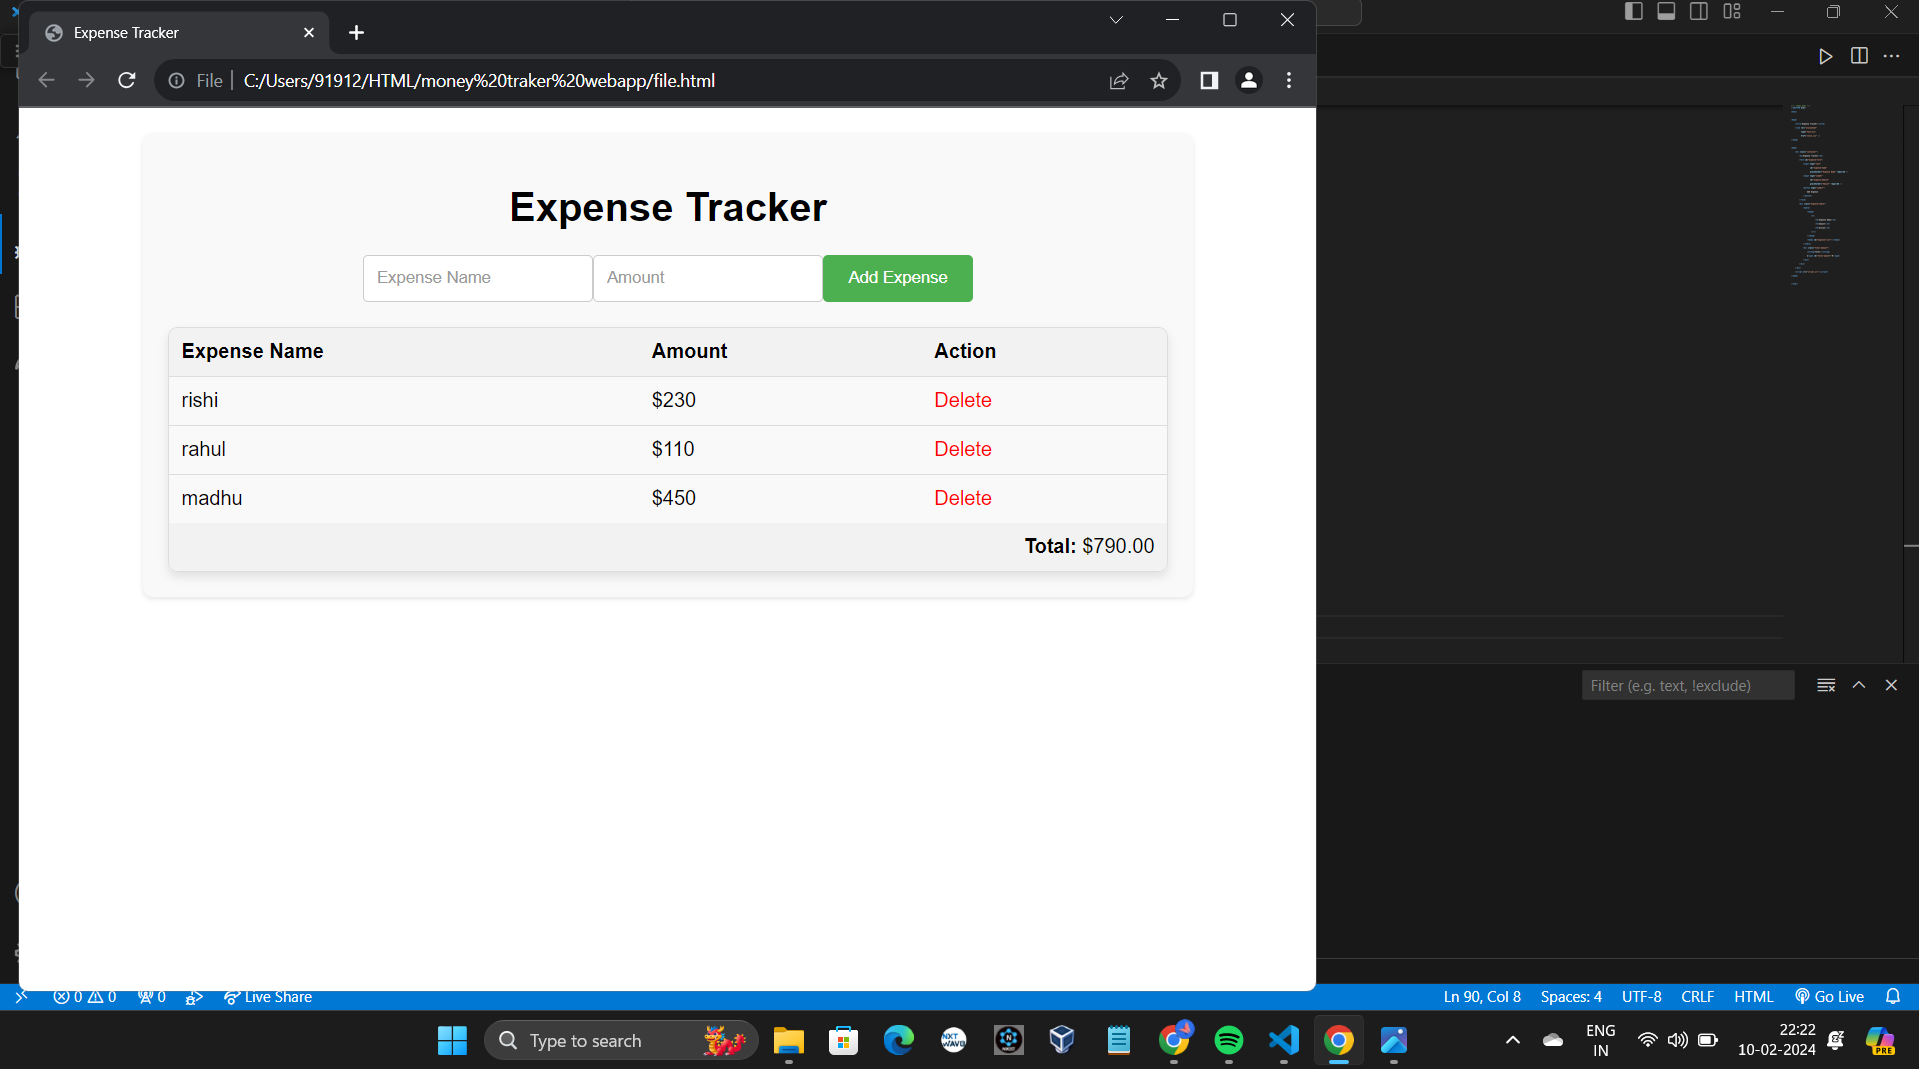 Expense Tracker
File
C:/Users/91912/HTML/money%20traker%20webapp/file.html
Expense Tracker
Expense Name
Amount
Add Expense
Expense Name Amount Action
rishi $230 Delete
rahul $110 Delete
madhu $450 Delete
Total: $790.00
Filter (e.g. text, !exclude)
0 0 0 Live Share Ln 90, Col 8 Spaces: 4 UTF-8 CRLF HTML Go Live
Type to search
NXT
WAVE
ENG
IN
22:22
10-02-2024
PRE